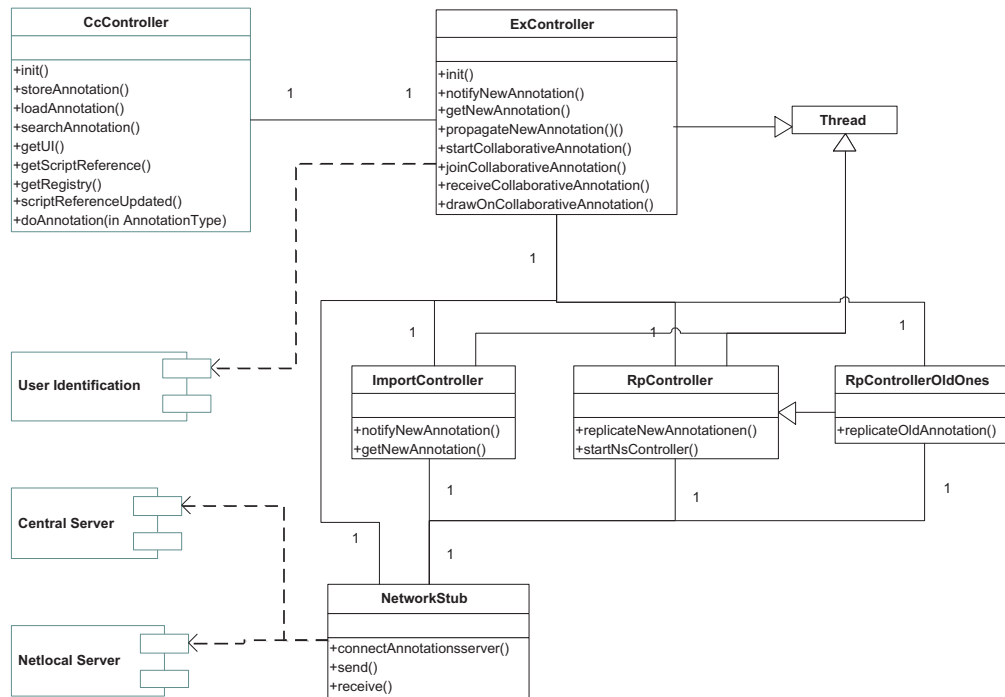 CcController
+init()
+storeAnnotation()
+loadAnnotation()
+searchAnnotation()
+getUI()
+getScriptReference()
+getRegistry()
+scriptReferenceUpdated()
+doAnnotation(in AnnotationType)
1
1
ExController
+init()
+notifyNewAnnotation()
+getNewAnnotation()
+propagateNewAnnotation()()
+startCollaborativeAnnotation()
+joinCollaborativeAnnotation()
+receiveCollaborativeAnnotation()
+drawOnCollaborativeAnnotation()
Thread
1
1
1
1
User Identification
ImportController
+notifyNewAnnotation()
+getNewAnnotation()
RpController
+replicateNewAnnotationen()
+startNsController()
RpControllerOldOnes
+replicateOldAnnotation()
1
1
1
Central Server
1
1
NetworkStub
+connectAnnotationsserver()
+send()
+receive()
Netlocal Server